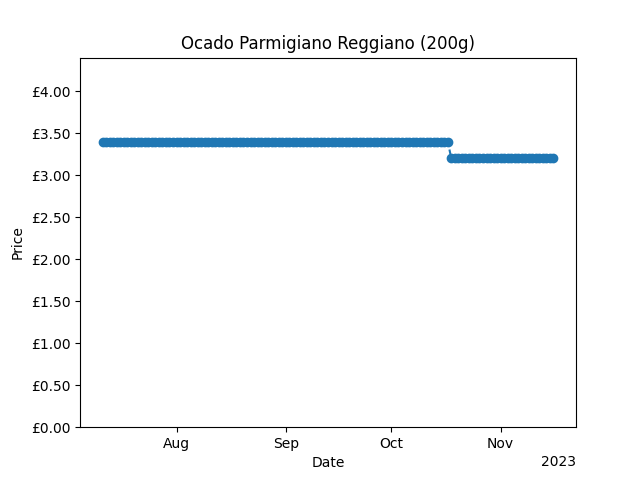 Ocado Parmigiano Reggiano (200g)
£4.00
£3.50
£3.00
£2.50
£2.00
£1.50
£1.00
£0.50
£0.00
Price
Aug Sep Oct Nov
Date
2023